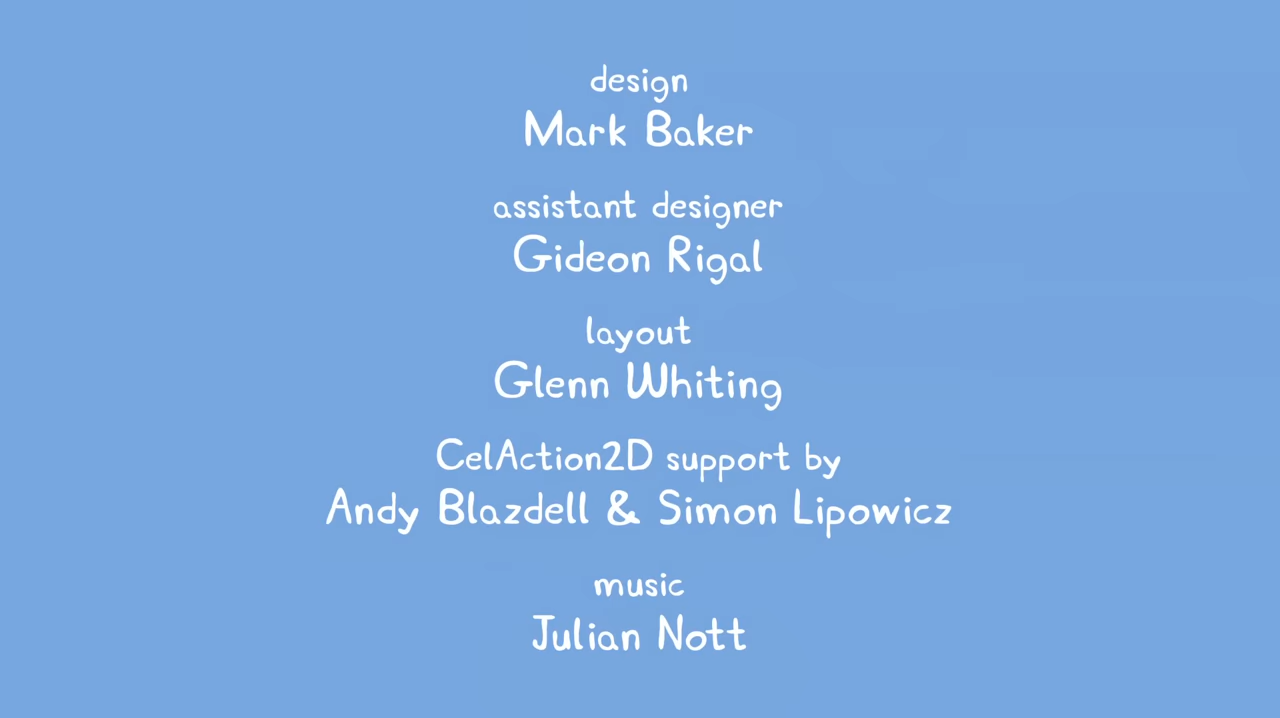 design
Mark Baker
assistant designer
Gideon Rigal
layout
Glenn Whiting
CelAction2D support by
Andy Blazdell & Simon Lipowicz
music
Julian Nott